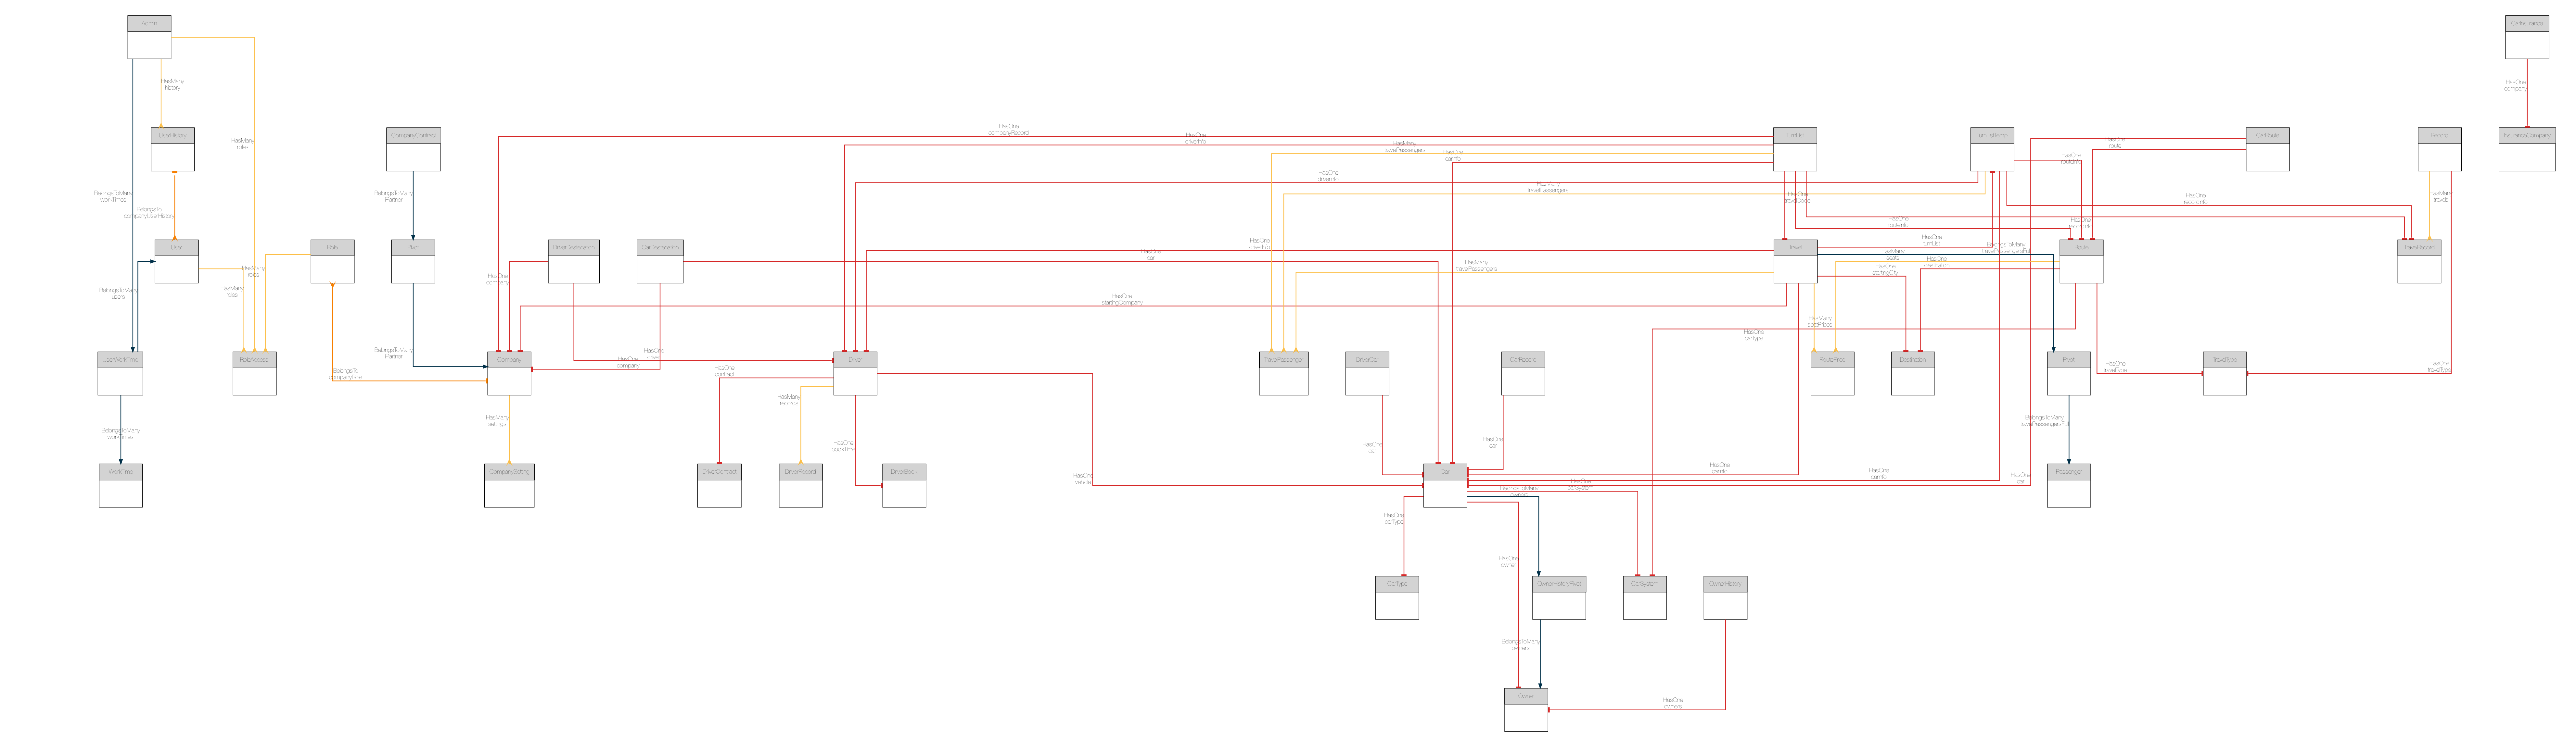 Admin
CarInsurance
HasMany
history
HasOne
company
UserHistory
CompanyContract
HasOne
companyRecord
TurnList
TurnListTemp
CarRoute
Record
InsuranceCompany
HasMany
roles
HasOne
driverInfo
HasMany
travelPassengers
HasOne
carInfo
HasOne
route
HasOne
routeInfo
BelongsToMany
workTimes
BelongsToMany
iPartner
HasOne
driverInfo
HasMany
travelPassengers
HasOne
travelCode
HasOne
recordInfo
HasMany
travels
BelongsTo
companyUserHistory
HasOne
routeInfo
HasOne
recordInfo
User
Role
Pivot
DriverDestination
CarDestination
HasOne
car
HasOne
driverInfo
Travel
HasOne
turnList
BelongsToMany
travelPassengersFull
Route
TravelRecord
HasMany
seats
HasOne
destination
HasMany
roles
HasOne
company
HasMany
travelPassengers
HasOne
startingCity
BelongsToMany
users
HasMany
roles
HasOne
startingCompany
HasMany
seatPrices
HasOne
carType
BelongsToMany
iPartner
HasOne
driver
HasOne
company
UserWorkTime
RoleAccess
Company
Driver
TravelPassenger
DriverCar
CarRecord
RoutePrice
Destination
Pivot
HasOne
travelType
TravelType
HasOne
travelType
BelongsTo
companyRole
HasOne
contract
HasMany
records
HasMany
settings
BelongsToMany
travelPassengersFull
BelongsToMany
workTimes
HasOne
bookTime
HasOne
car
HasOne
car
WorkTime
CompanySetting
DriverContract
DriverRecord
DriverBook
HasOne
vehicle
Car
HasOne
carInfo
HasOne
carInfo
HasOne
car
Passenger
BelongsToMany
owners
HasOne
carSystem
HasOne
carType
HasOne
owner
CarType
OwnerHistoryPivot
CarSystem
OwnerHistory
BelongsToMany
owners
Owner
HasOne
owners